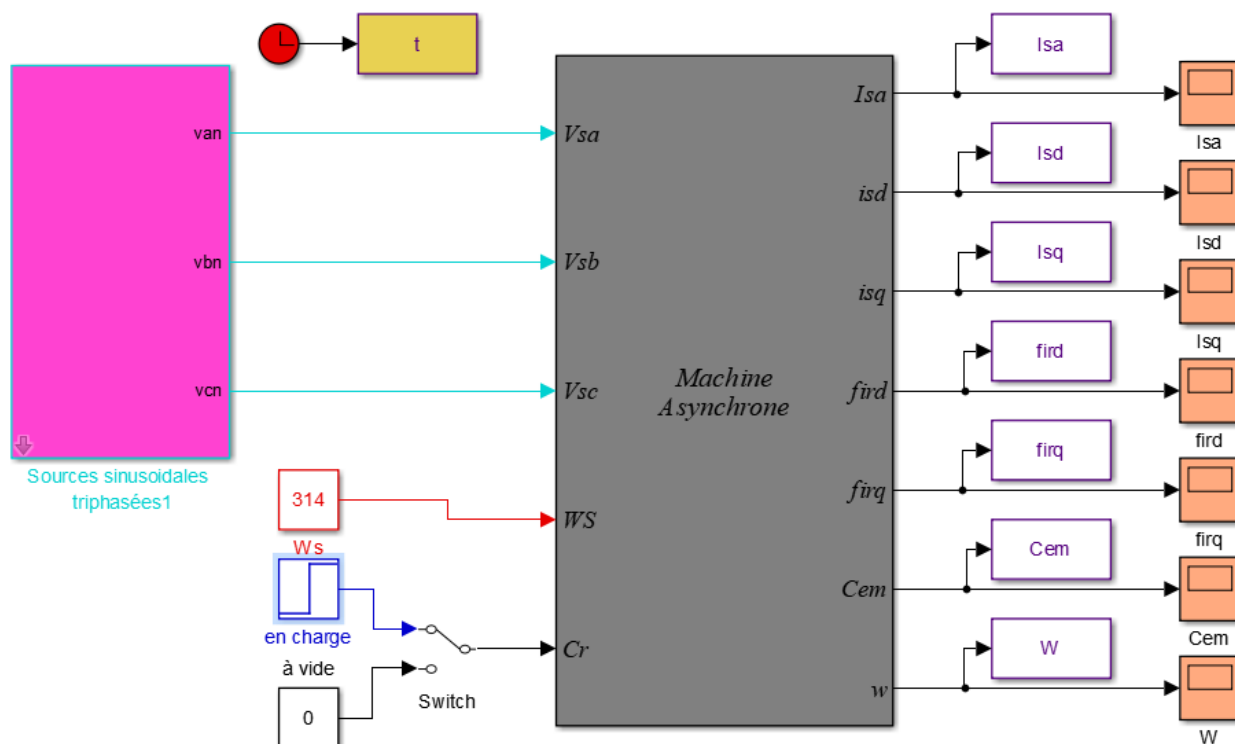 t
van
vbn
vcn
Sources sinusoidales
triphasées1
314
Ws
en charge
à vide
0
Switch
Vsa
Vsb
Vsc
WS
Cr
Machine
Asynchrone
Isa
isd
isq
fird
firq
Cem
w
Isa
Isd
Isq
fird
firq
Cem
W
Isa
Isd
Isq
fird
firq
Cem
W